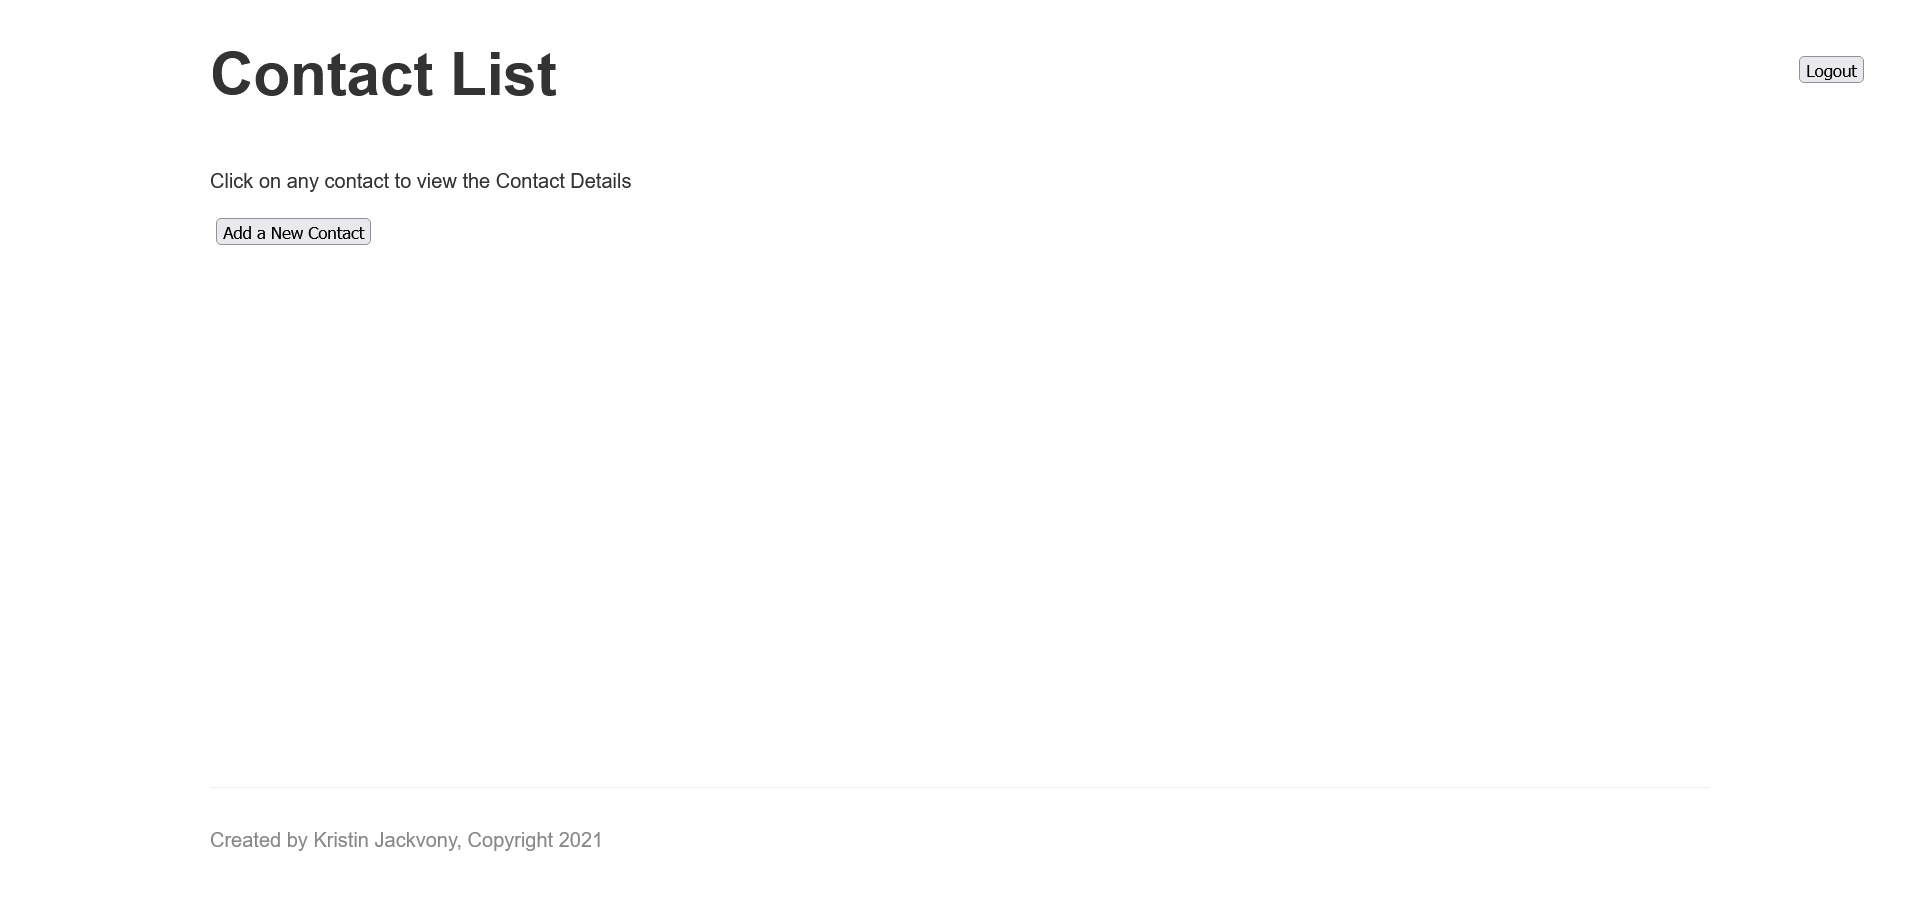 Contact List
Logout
Click on any contact to view the Contact Details
Add a New Contact
Created by Kristin Jackvony, Copyright 2021